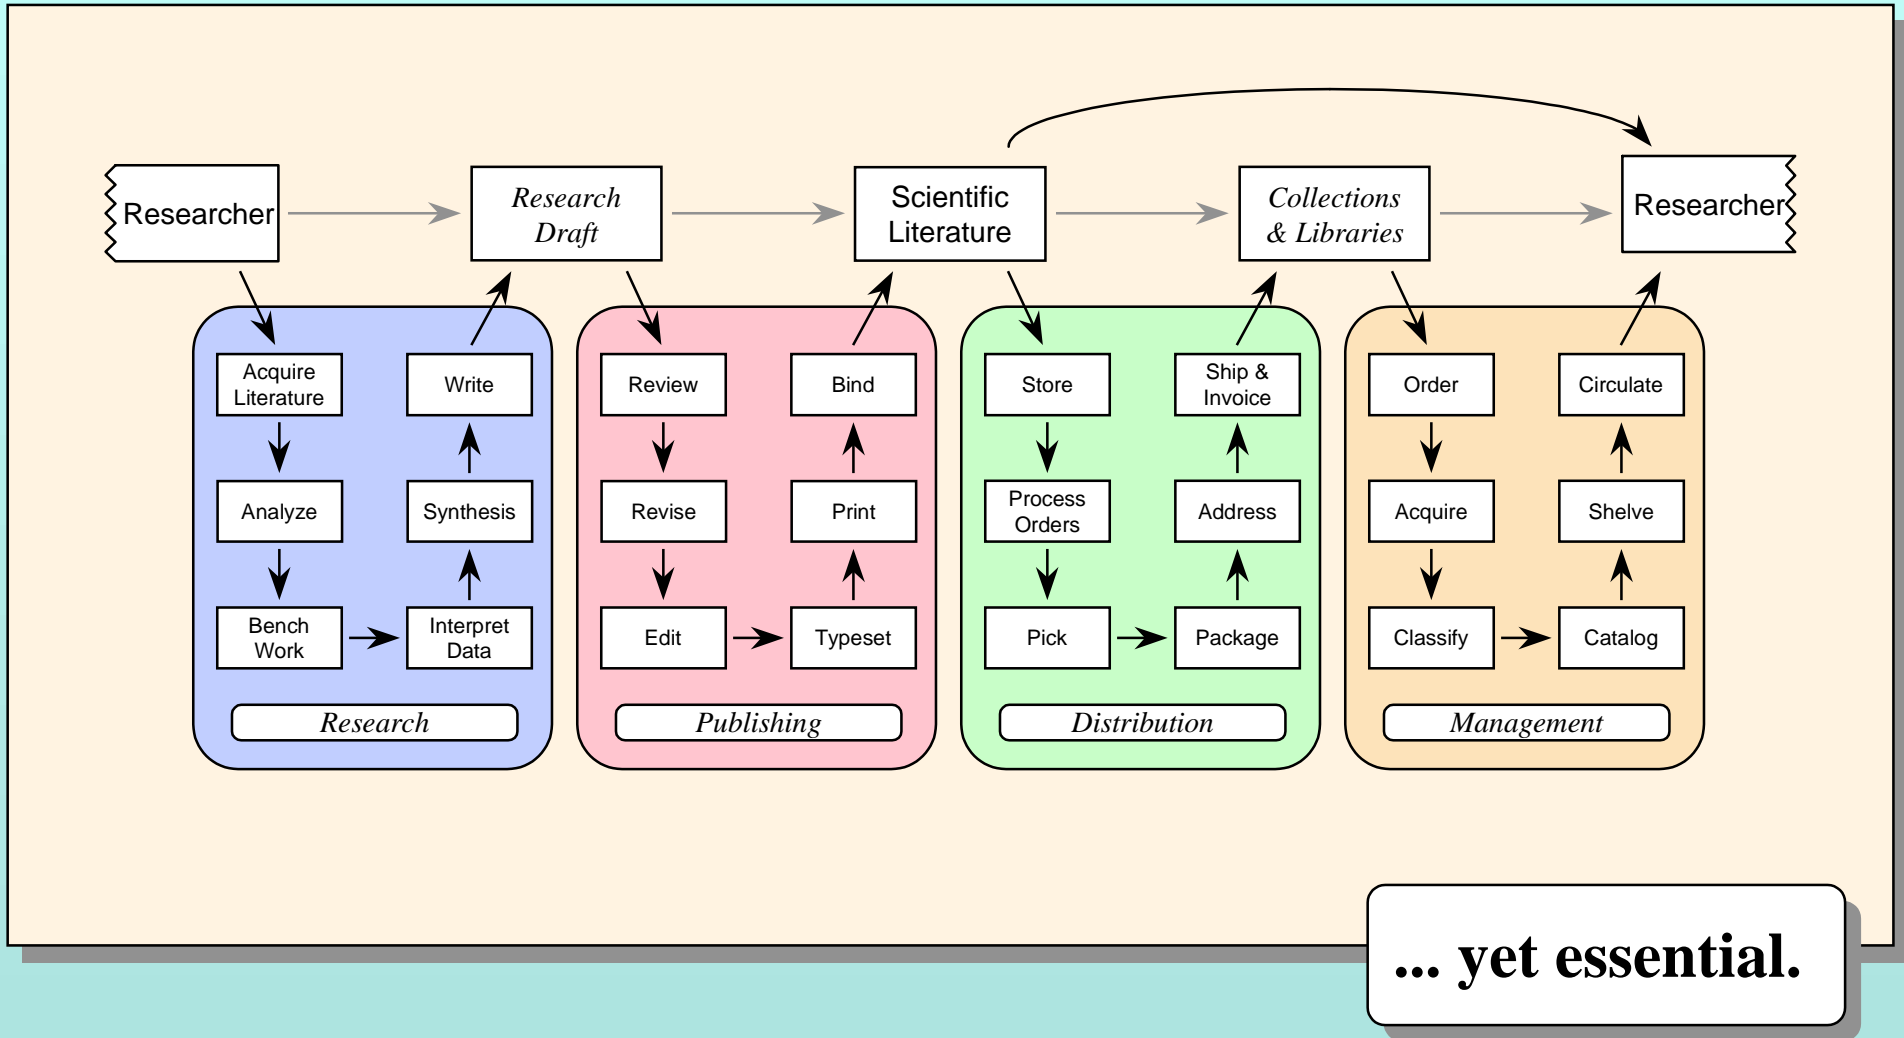 Researcher
Research
Draft
Scientific
Literature
Collections
& Libraries
Researcher
Acquire
Literature
Analyze
Bench
Work
Interpret
Data
Synthesis
Write
Research
Review
Revise
Edit
Typeset
Print
Bind
Publishing
Store
Process
Orders
Pick
Package
Address
Ship &
Invoice
Distribution
Order
Acquire
Classify
Catalog
Shelve
Circulate
Management
... yet essential.